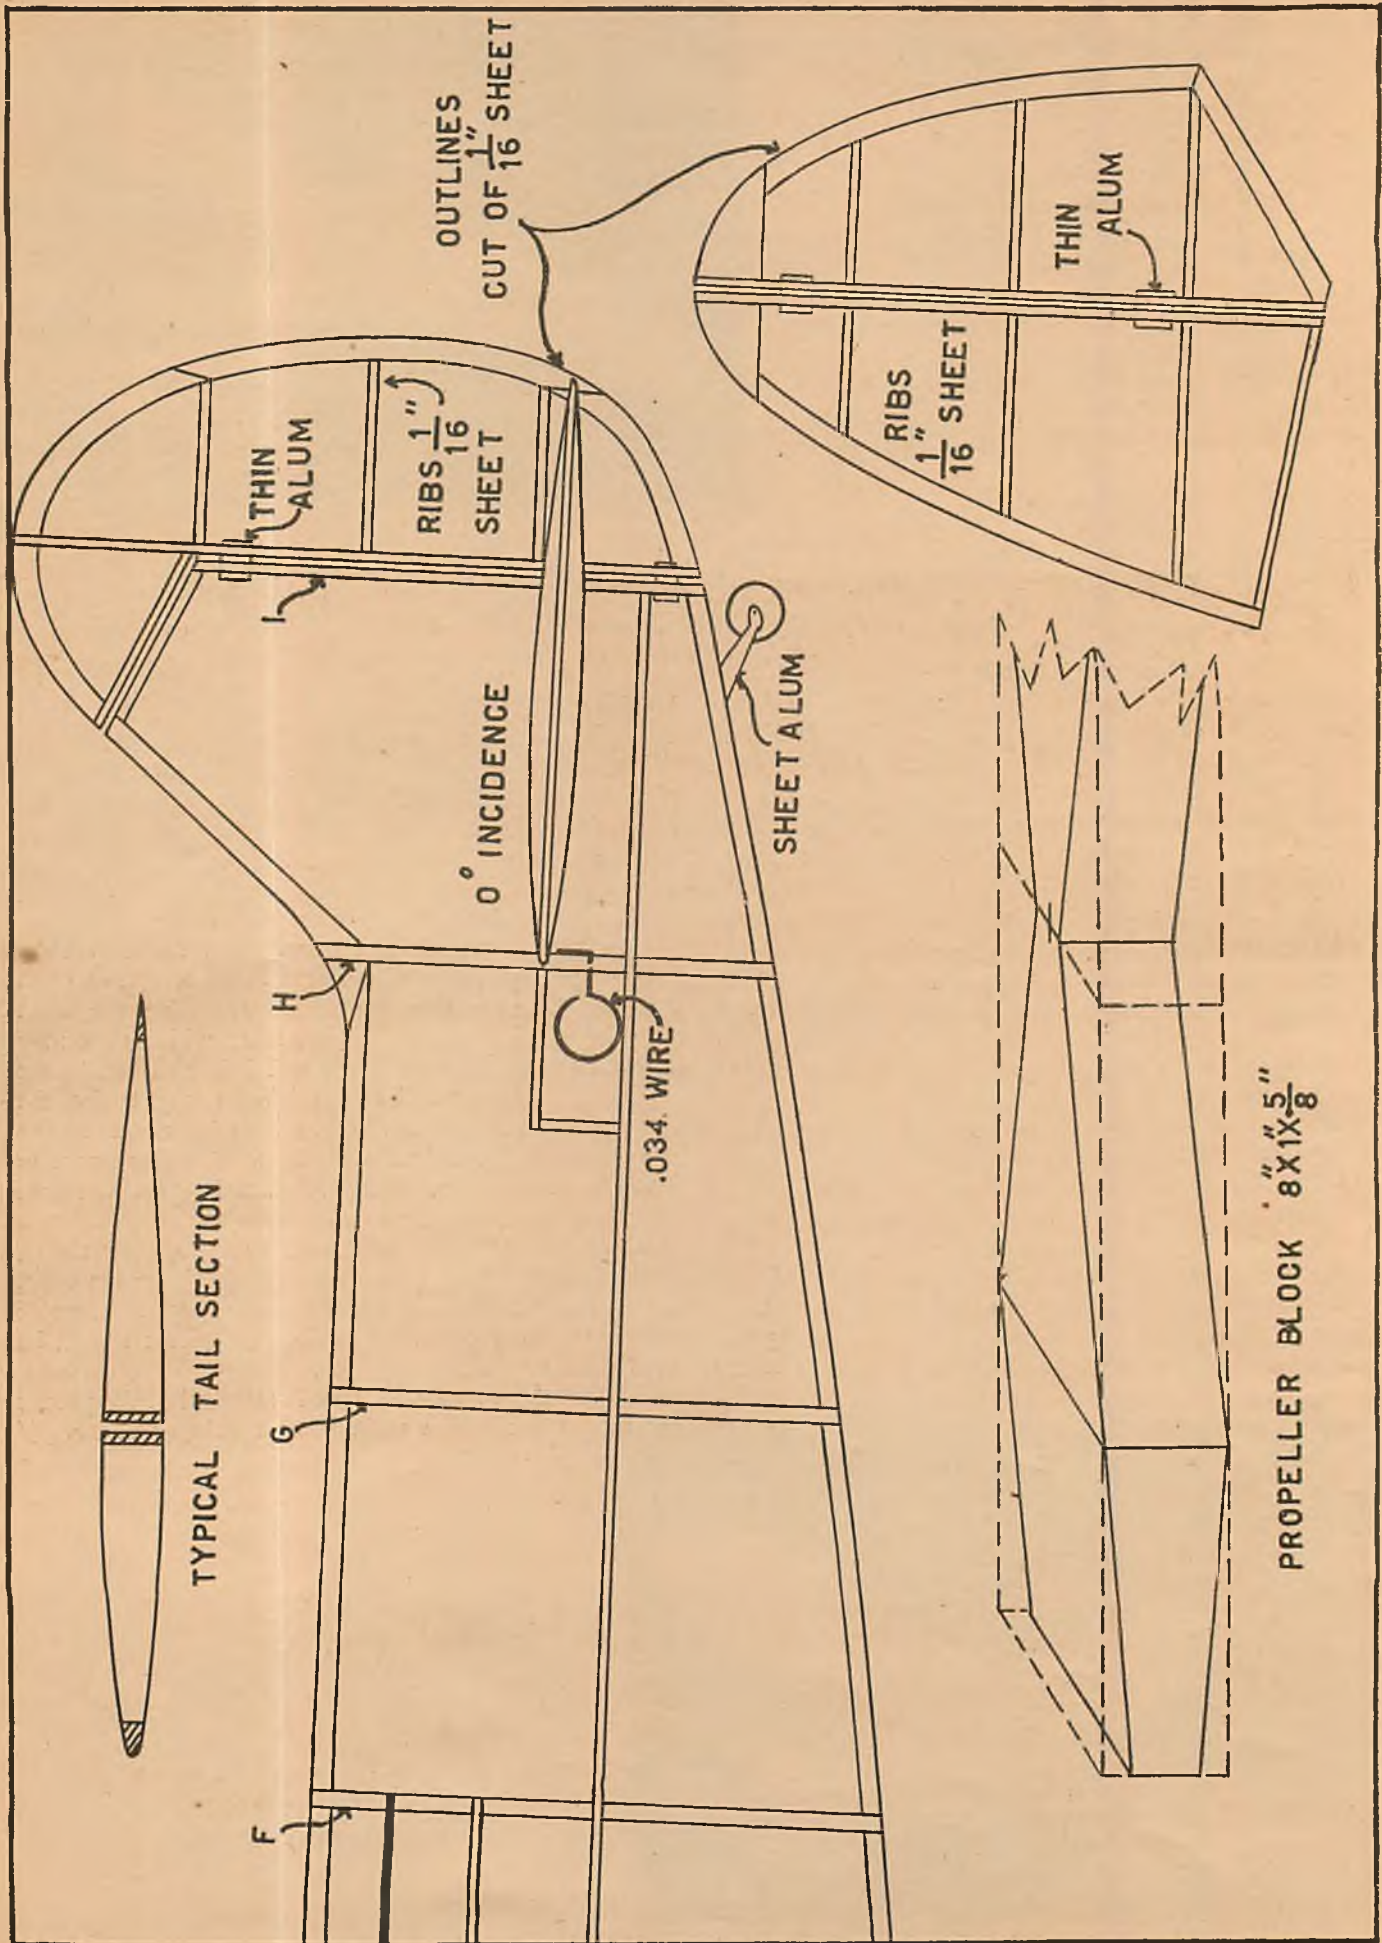 TYPICAL TAIL SECTION
F
G
H
I
THIN
ALUM
RIBS 1"/16
SHEET
0° INCIDENCE
.034. WIRE
SHEET ALUM
OUTLINES
CUT OF 1"/16 SHEET
RIBS
1"/16 SHEET
THIN
ALUM
PROPELLER BLOCK 8"X1"X5/8"